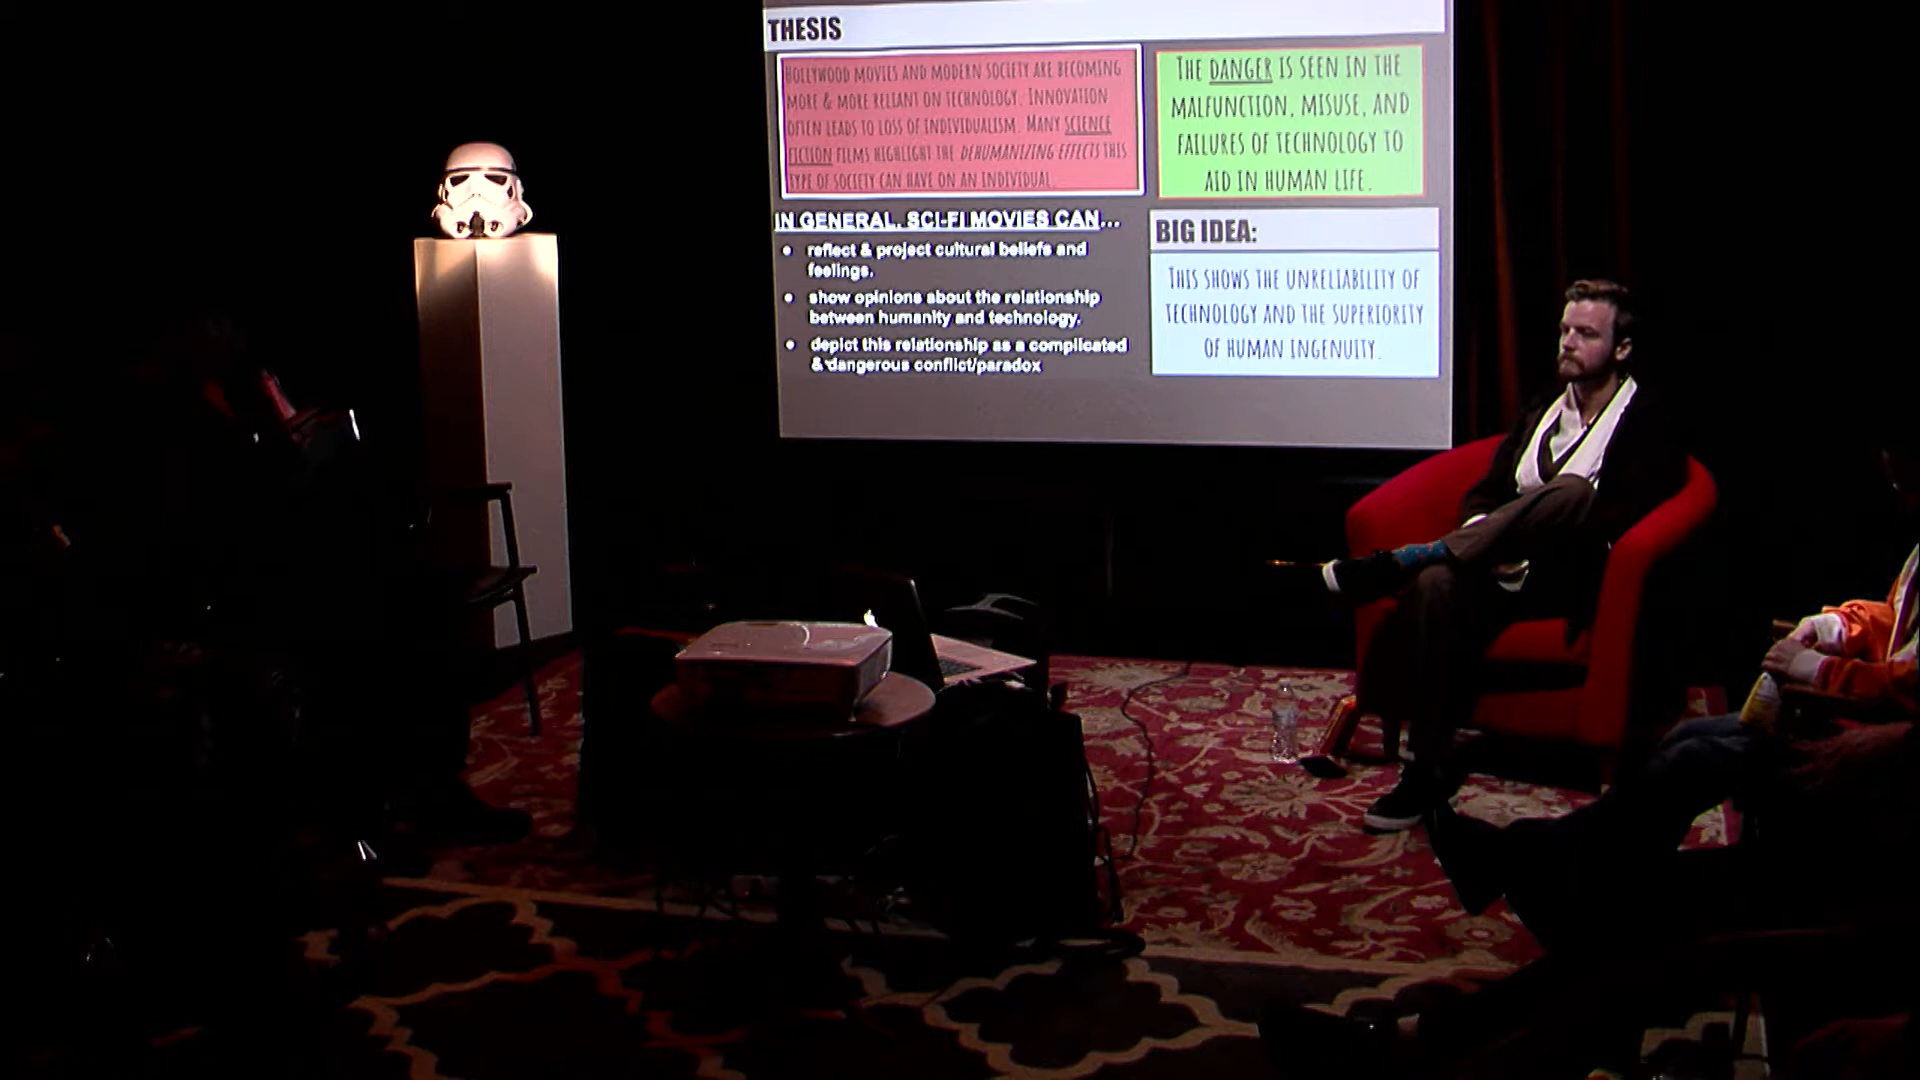 THESIS
HOLLYWOOD MOVIES AND MODERN SOCIETY ARE BECOMING
MORE & MORE RELIANT ON TECHNOLOGY. INNOVATION
OFTEN LEADS TO LOSS OF INDIVIDUALISM. MANY SCIENCE
FICTION FILMS HIGHLIGHT THE DEHUMANIZING EFFECTS THIS
TYPE OF SOCIETY CAN HAVE ON AN INDIVIDUAL.
THE DANGER IS SEEN IN THE
MALFUNCTION, MISUSE, AND
FAILURES OF TECHNOLOGY TO
AID IN HUMAN LIFE.
IN GENERAL, SCI-FI MOVIES CAN...
• reflect & project cultural beliefs and
feelings.
• show opinions about the relationship
between humanity and technology.
• depict this relationship as a complicated
& dangerous conflict/paradox
BIG IDEA:
THIS SHOWS THE UNRELIABILITY OF
TECHNOLOGY AND THE SUPERIORITY
OF HUMAN INGENUITY.